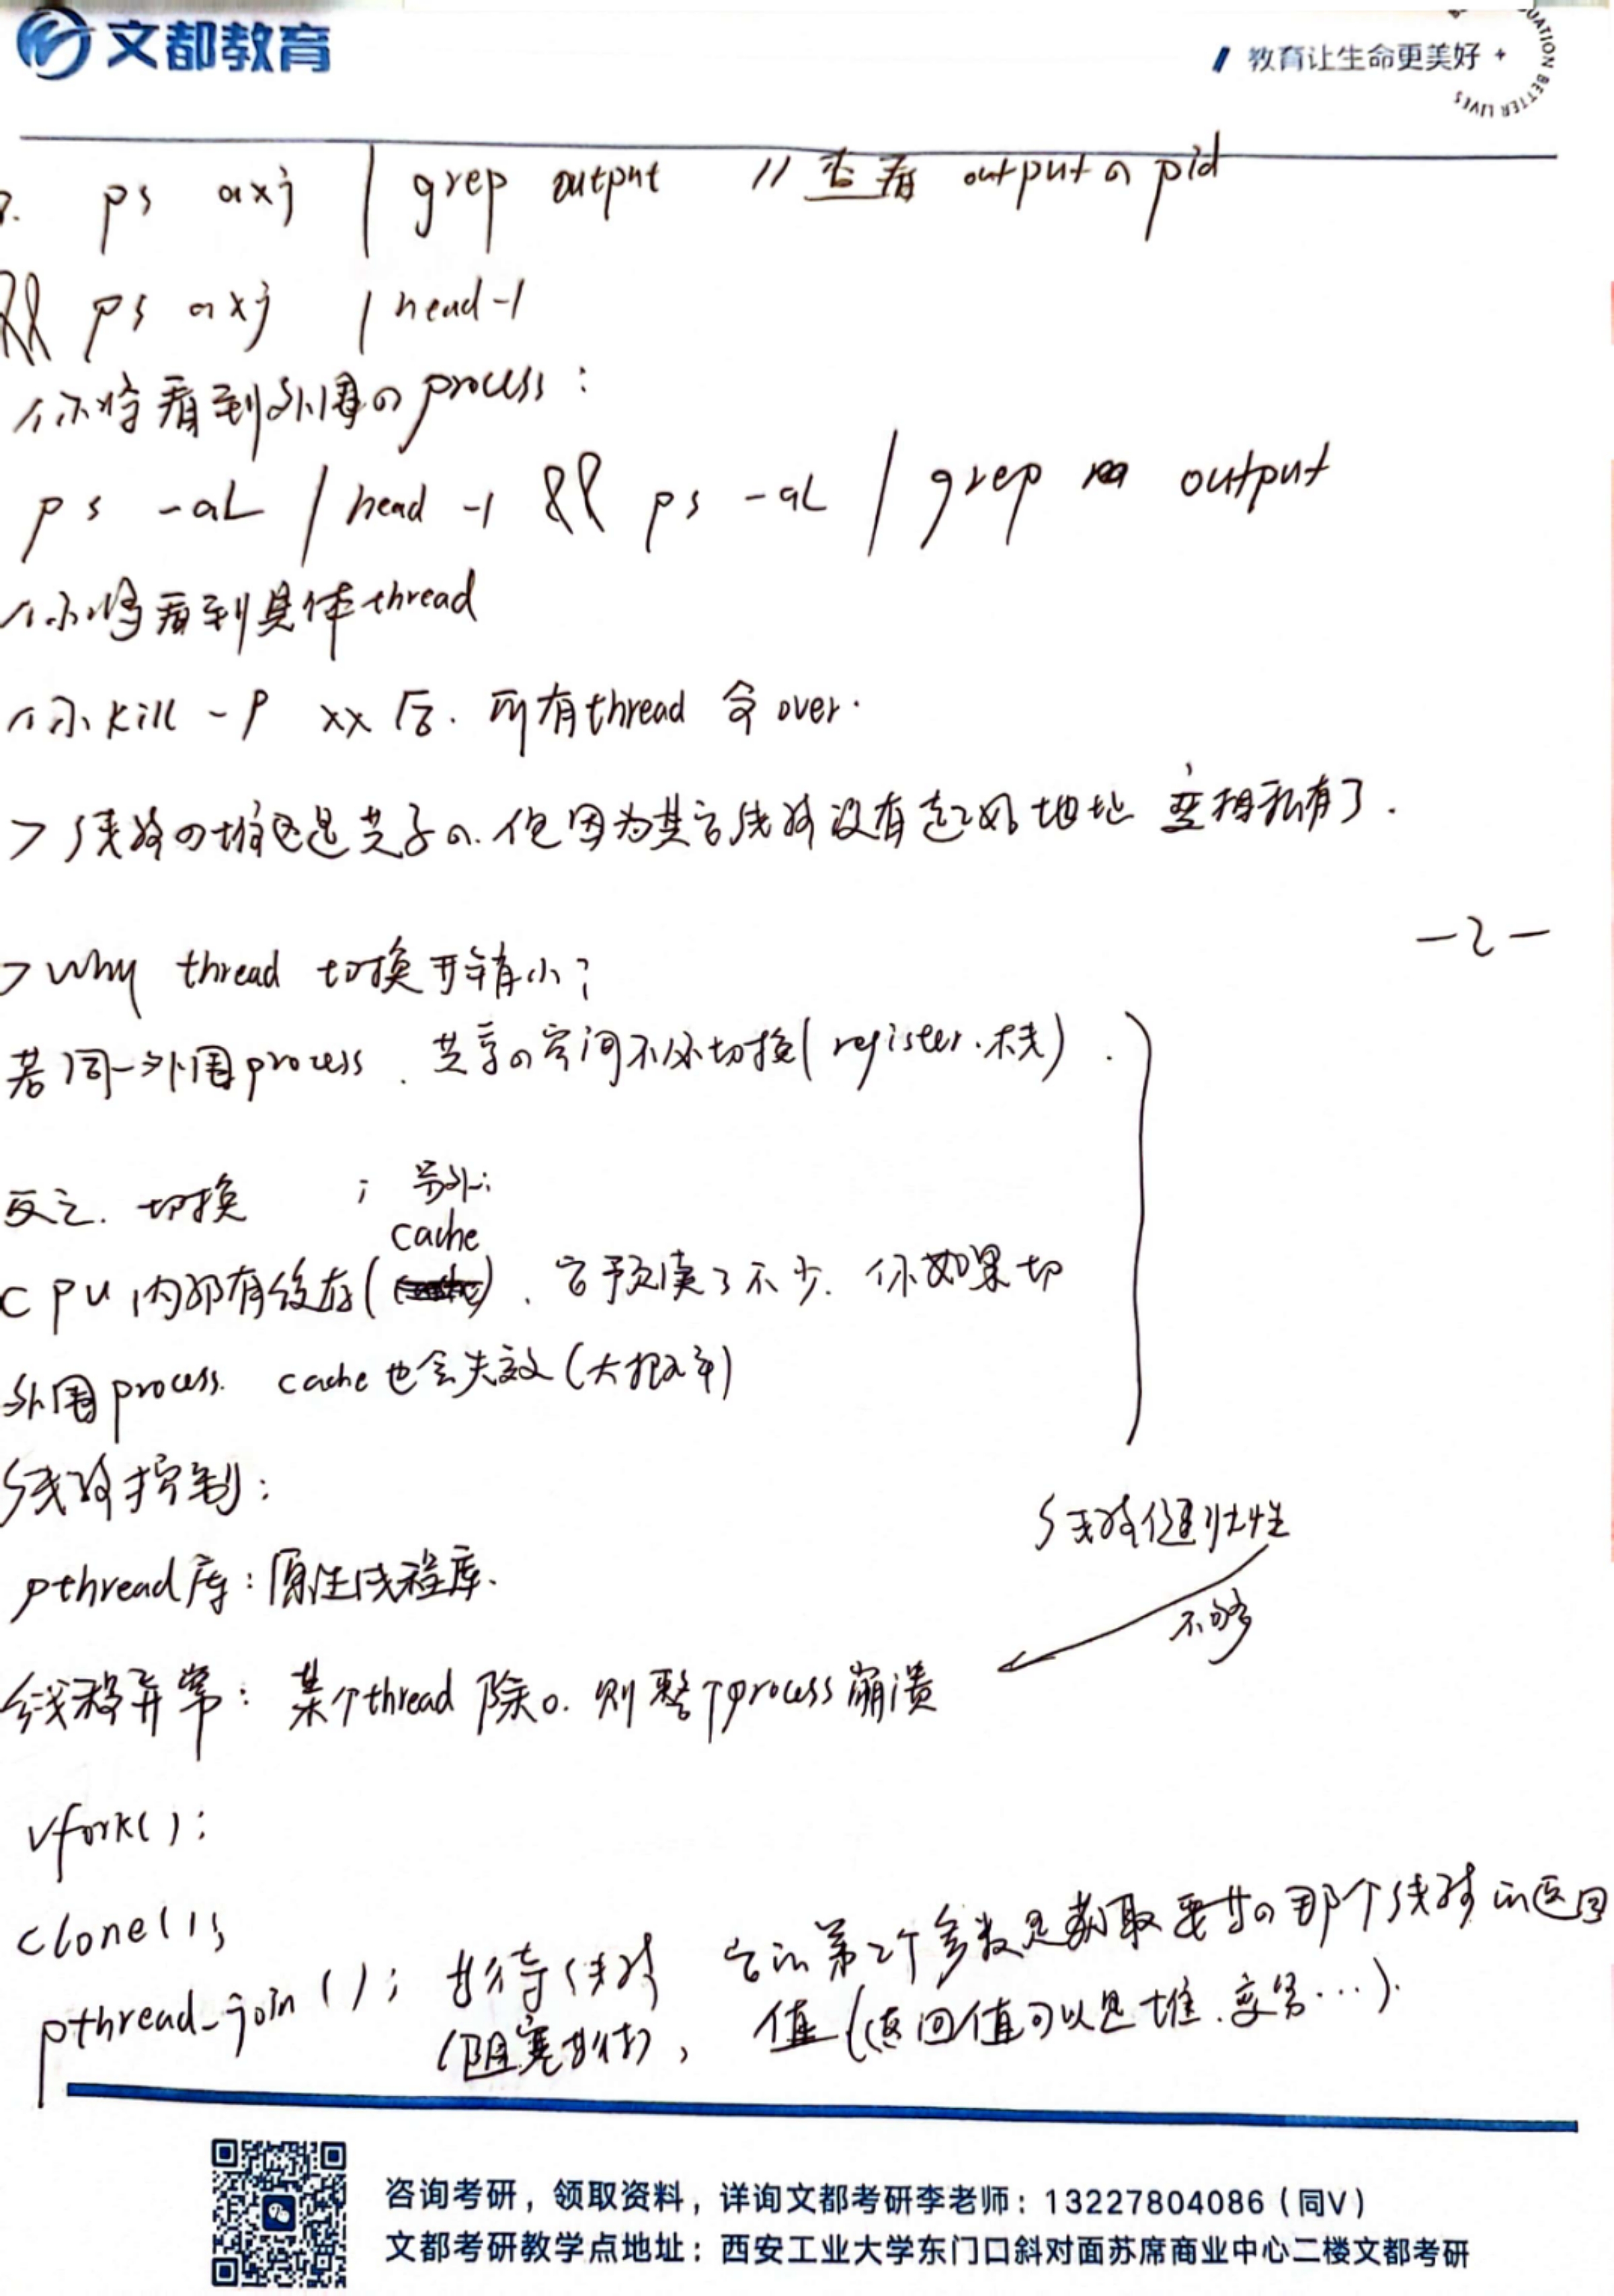 文都教育
教育让生命更美好
UATION BETTER LIVES
ps axj | grep output // 查看 output の pid
&& ps axj | head -1
你将看到外围の process:
ps -aL | head -1 && ps -aL | grep output
你将看到具体 thread
你 kill -9 xx 后. 所有 thread 会 over.
> 线程の堆区是共享の. 但因为其它线程没有起始地址 变相私有了.
-2-
> why thread 切换开销小?
若同一外围 process. 共享の空间不必切换(register.栈).
反之. 切换 ; 另外:
cache
CPU 内部有缓存( ). 它预读了不少. 你如果切
外围 process. cache 也会失效(大概率)
线程控制:
线程健壮性
pthread 库: 原生线程库.
不够
线程异常: 某个 thread 除0. 则整个 process 崩溃
vfork();
clone();
pthread_join(); 等待线程 它的第2个参数是获取要等の那个线程的返回
(阻塞等待), 值(返回值可以是堆.变量...).
咨询考研，领取资料，详询文都考研李老师：13227804086（同V）
文都考研教学点地址：西安工业大学东门口斜对面苏席商业中心二楼文都考研